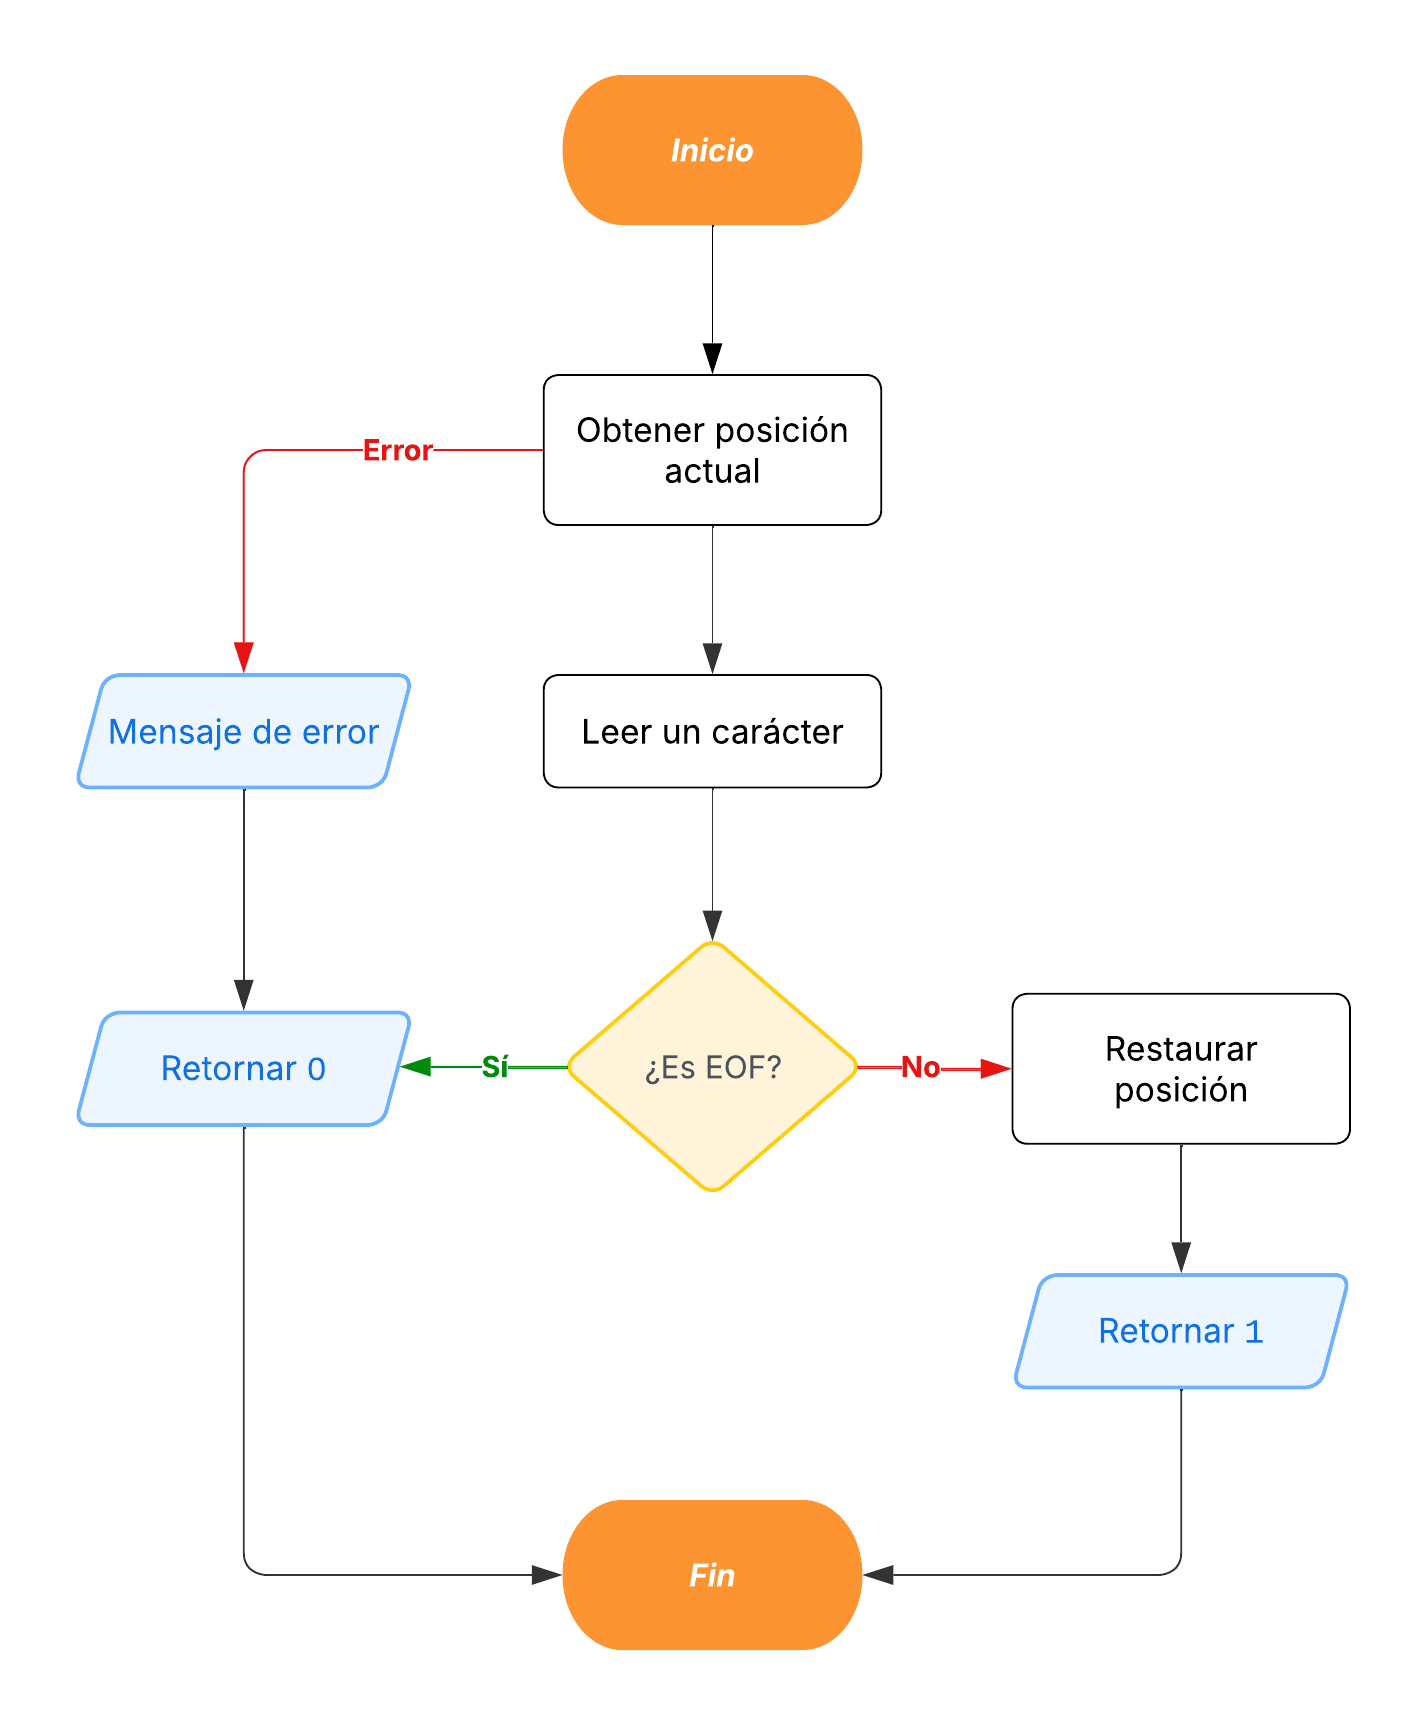 Inicio
Obtener posición
actual
Error
Mensaje de error
Leer un carácter
Retornar 0
Sí
¿Es EOF?
No
Restaurar
posición
Retornar 1
Fin